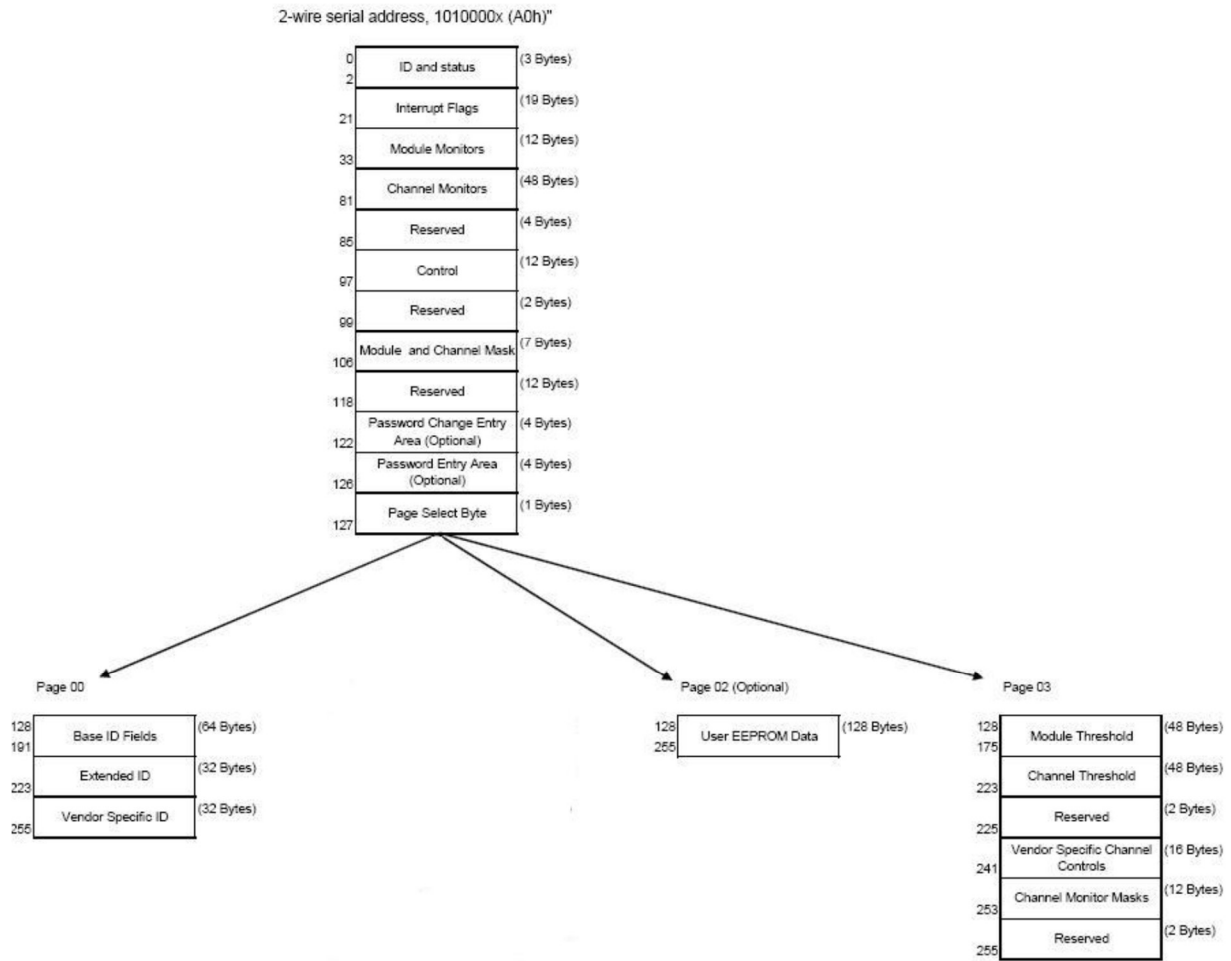 2-wire serial address, 1010000x (A0h)"
0
2
ID and status
(3 Bytes)
21
Interrupt Flags
(19 Bytes)
33
Module Monitors
(12 Bytes)
81
Channel Monitors
(48 Bytes)
85
Reserved
(4 Bytes)
97
Control
(12 Bytes)
99
Reserved
(2 Bytes)
106
Module and Channel Mask
(7 Bytes)
118
Reserved
(12 Bytes)
122
Password Change Entry
Area (Optional)
(4 Bytes)
126
Password Entry Area
(Optional)
(4 Bytes)
127
Page Select Byte
(1 Bytes)
Page 00
128
191
Base ID Fields
(64 Bytes)
223
Extended ID
(32 Bytes)
255
Vendor Specific ID
(32 Bytes)
Page 02 (Optional)
128
255
User EEPROM Data
(128 Bytes)
Page 03
128
175
Module Threshold
(48 Bytes)
223
Channel Threshold
(48 Bytes)
225
Reserved
(2 Bytes)
241
Vendor Specific Channel
Controls
(16 Bytes)
253
Channel Monitor Masks
(12 Bytes)
255
Reserved
(2 Bytes)